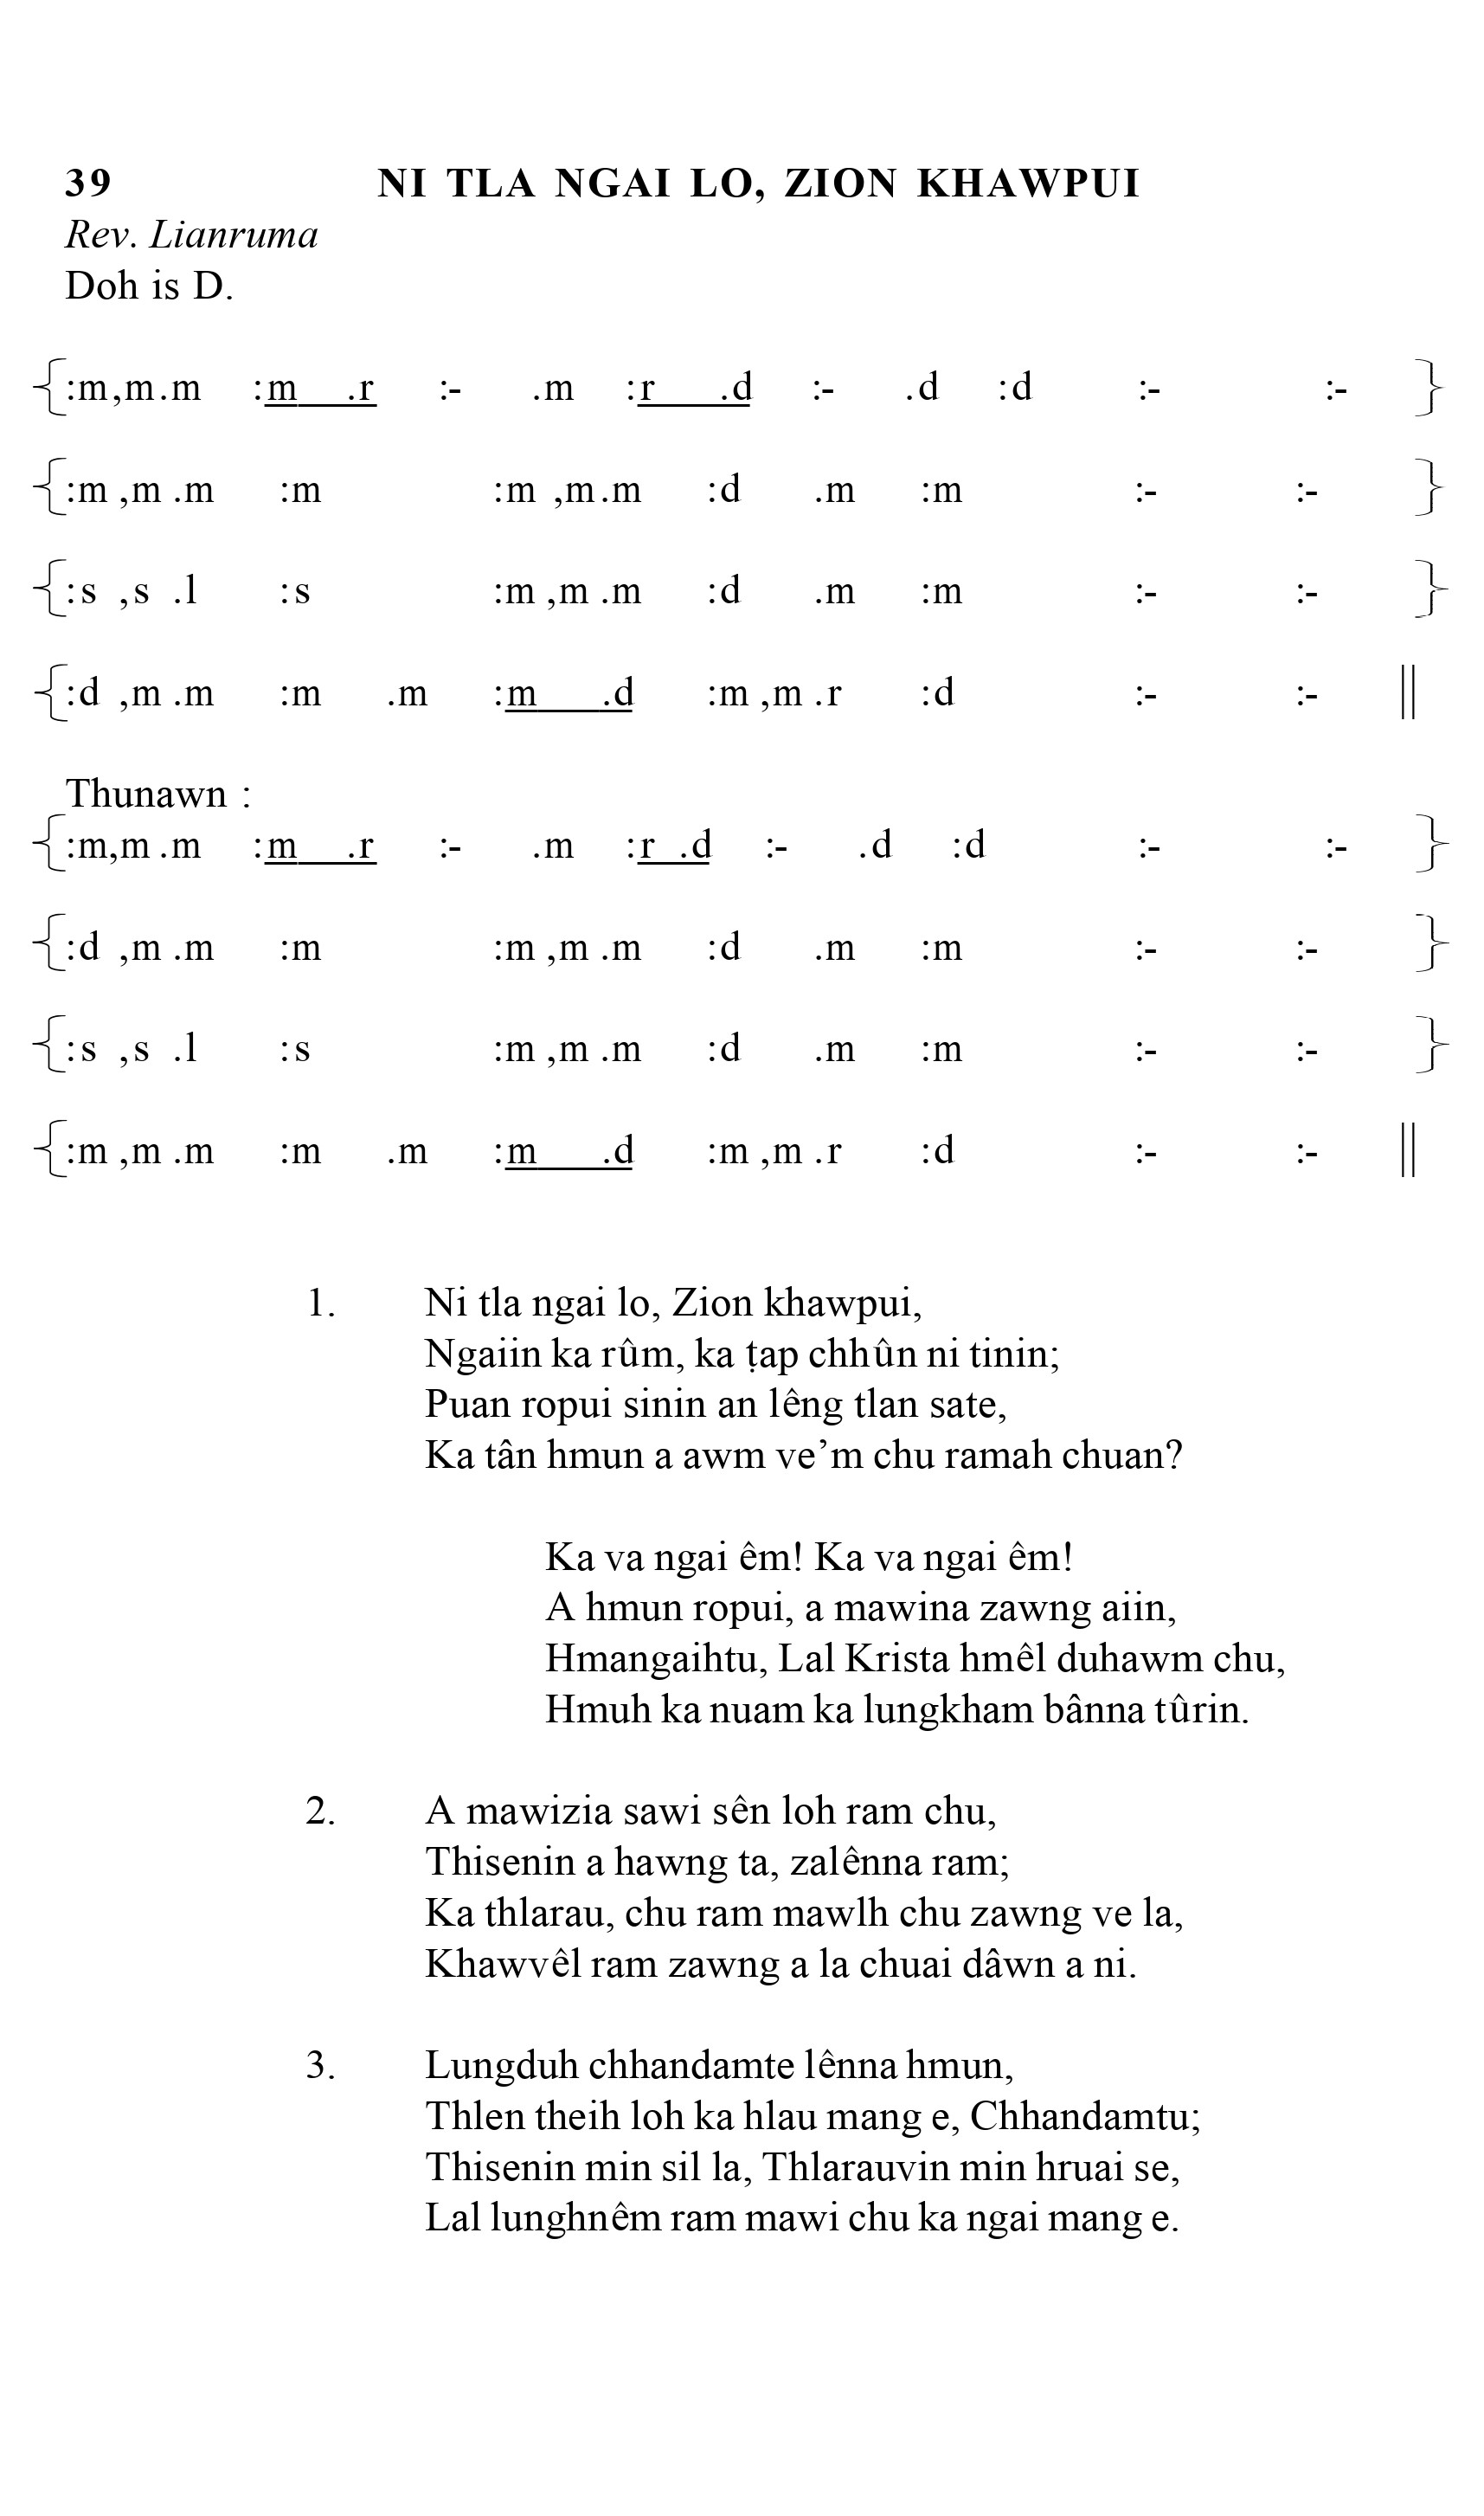 39 NI TLA NGAI LO, ZION KHAWPUI
Rev. Lianruma
Doh is D.
{:m,m.m :m .r :- .m :r .d :- .d :d :- :- }
{:m ,m .m :m :m ,m.m :d .m :m :- :- }
{:s ,s .l :s :m ,m .m :d .m :m :- :- }
{:d ,m .m :m .m :m .d :m ,m .r :d :- :- ||
Thunawn :
{:m,m .m :m .r :- .m :r .d :- .d :d :- :- }
{:d ,m .m :m :m ,m .m :d .m :m :- :- }
{:s ,s .l :s :m ,m .m :d .m :m :- :- }
{:m ,m .m :m .m :m .d :m ,m .r :d :- :- ||
1. Ni tla ngai lo, Zion khawpui,
Ngaiin ka rûm, ka ṭap chhûn ni tinin;
Puan ropui sinin an lêng tlan sate,
Ka tân hmun a awm ve’m chu ramah chuan?
Ka va ngai êm! Ka va ngai êm!
A hmun ropui, a mawina zawng aiin,
Hmangaihtu, Lal Krista hmêl duhawm chu,
Hmuh ka nuam ka lungkham bânna tûrin.
2. A mawizia sawi sên loh ram chu,
Thisenin a hawng ta, zalênna ram;
Ka thlarau, chu ram mawlh chu zawng ve la,
Khawvêl ram zawng a la chuai dâwn a ni.
3. Lungduh chhandamte lênna hmun,
Thlen theih loh ka hlau mang e, Chhandamtu;
Thisenin min sil la, Thlarauvin min hruai se,
Lal lunghnêm ram mawi chu ka ngai mang e.